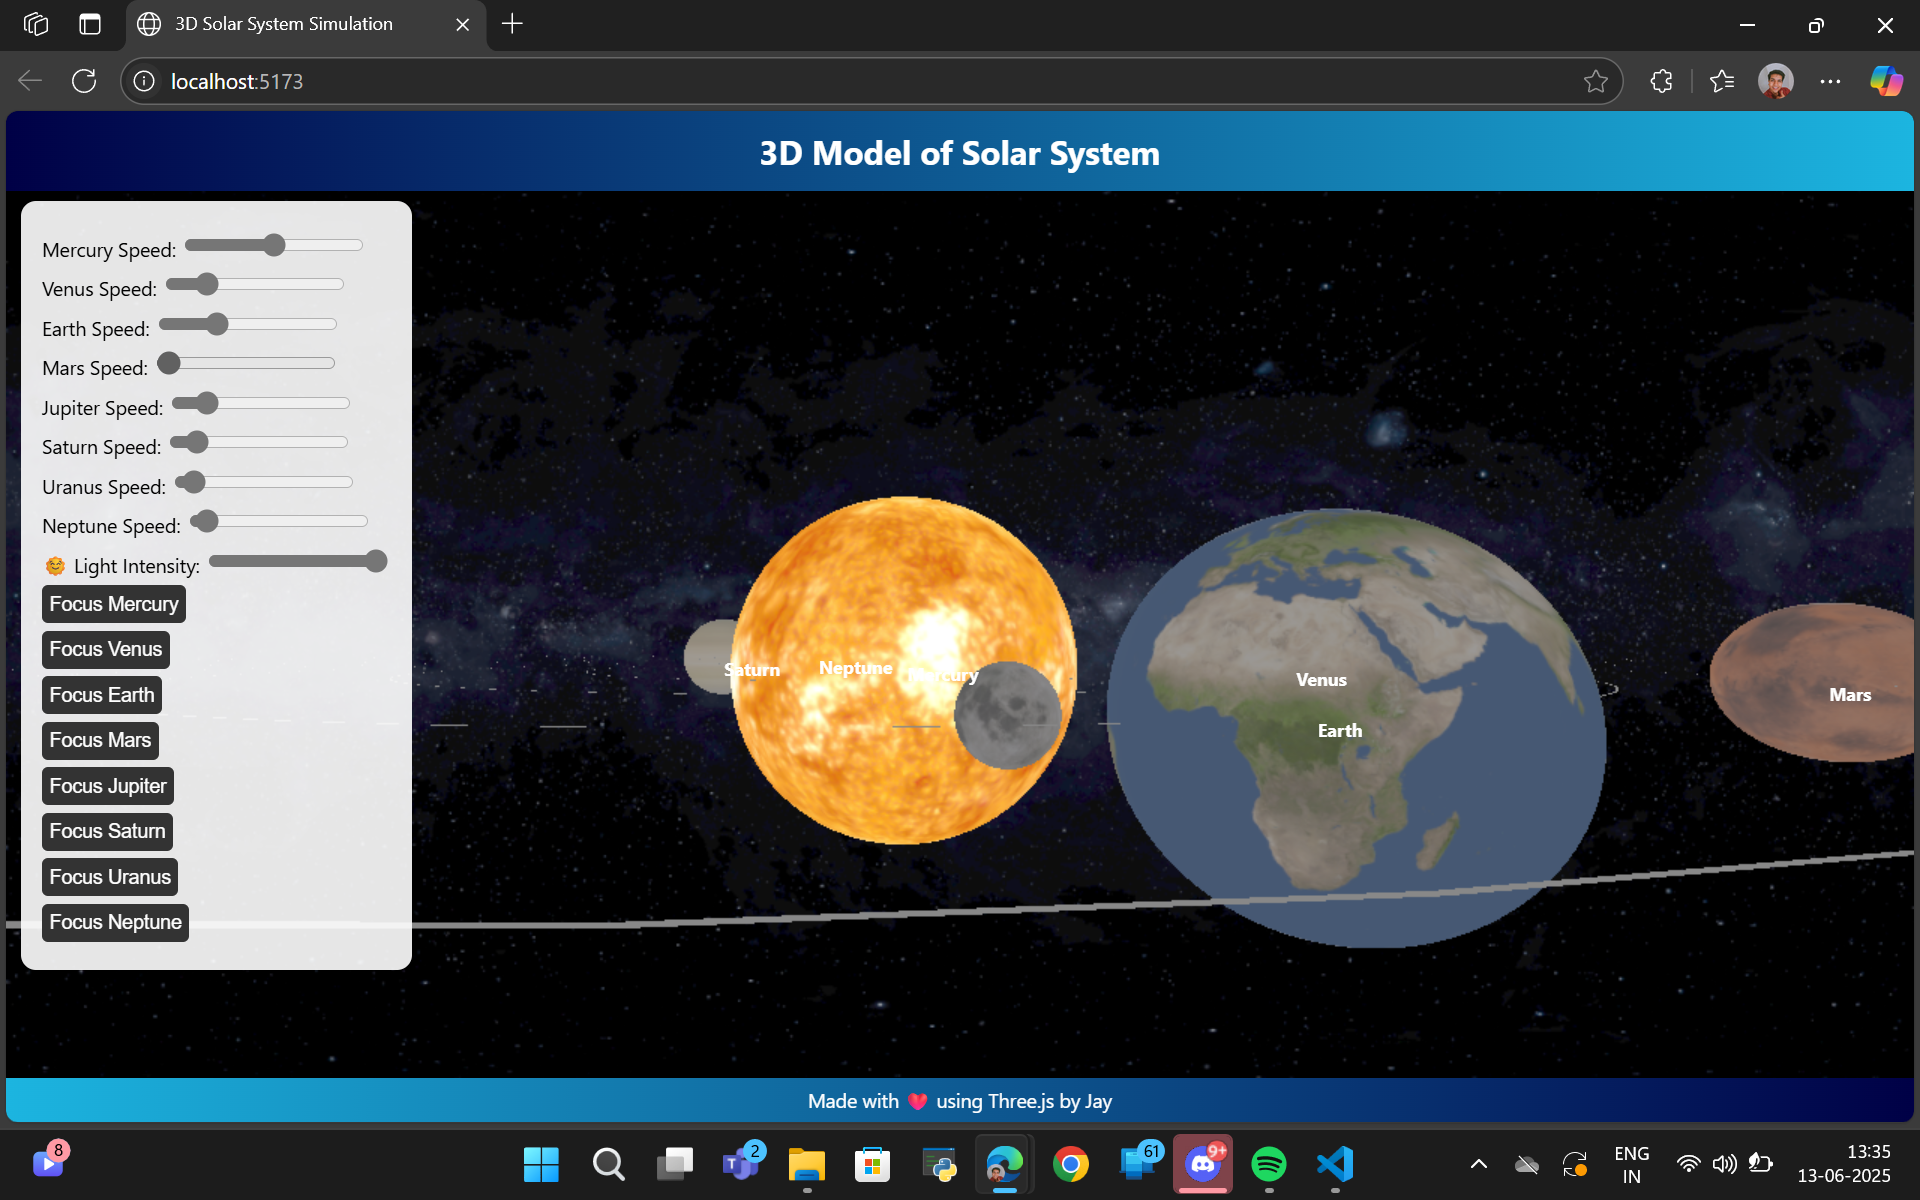 3D Solar System Simulation
localhost:5173
3D Model of Solar System
Mercury Speed:
Venus Speed:
Earth Speed:
Mars Speed:
Jupiter Speed:
Saturn Speed:
Uranus Speed:
Neptune Speed:
🌞 Light Intensity:
Focus Mercury
Focus Venus
Focus Earth
Focus Mars
Focus Jupiter
Focus Saturn
Focus Uranus
Focus Neptune
Saturn
Neptune
Mercury
Venus
Earth
Mars
Made with ❤️ using Three.js by Jay
8
2
61
9+
ENG
IN
13:35
13-06-2025